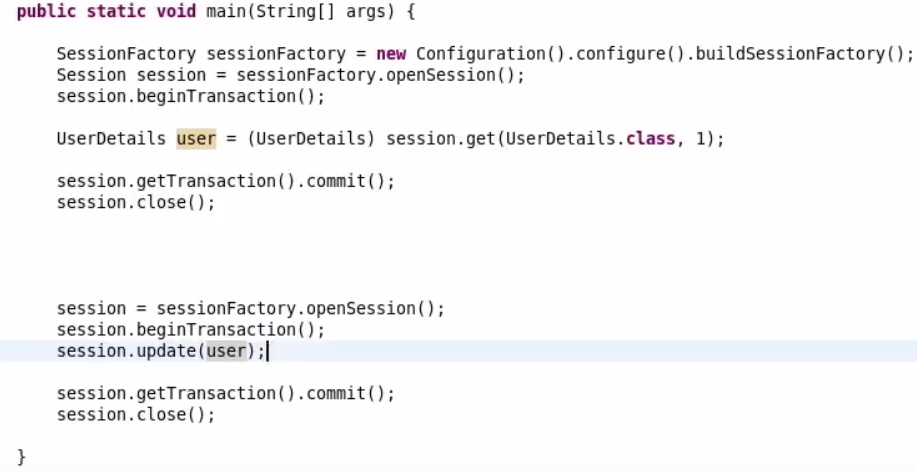 public static void main(String[] args) {
SessionFactory sessionFactory = new Configuration().configure().buildSessionFactory();
Session session = sessionFactory.openSession();
session.beginTransaction();
UserDetails user = (UserDetails) session.get(UserDetails.class, 1);
session.getTransaction().commit();
session.close();
session = sessionFactory.openSession();
session.beginTransaction();
session.update(user);
session.getTransaction().commit();
session.close();
}